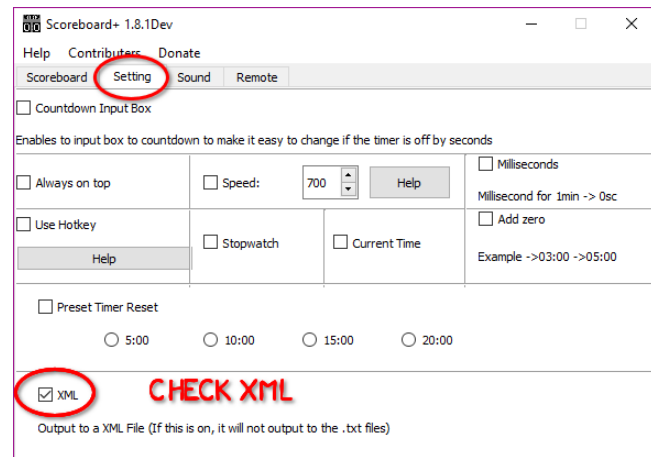 Scoreboard+ 1.8.1Dev
Help Contributers Donate
Scoreboard Setting Sound Remote
Countdown Input Box
Enables to input box to countdown to make it easy to change if the timer is off by seconds
Always on top
Speed: 700 Help
Milliseconds
Millisecond for 1min -> 0sc
Use Hotkey
Help
Stopwatch
Current Time
Add zero
Example ->03:00 ->05:00
Preset Timer Reset
5:00 10:00 15:00 20:00
XML CHECK XML
Output to a XML File (If this is on, it will not output to the .txt files)